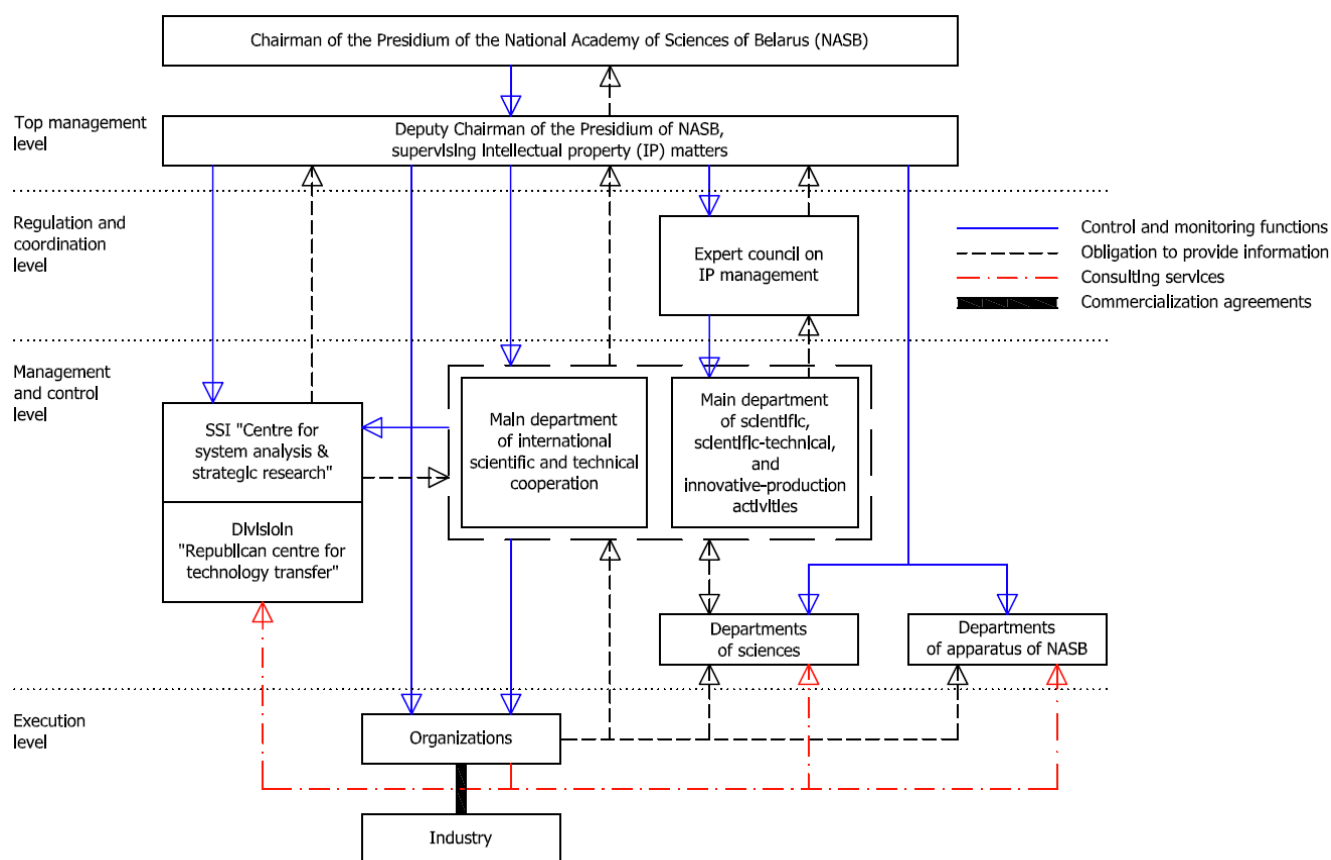 Chairman of the Presidium of the National Academy of Sciences of Belarus (NASB)
Top management
level
Deputy Chairman of the Presidium of NASB,
supervising intellectual property (IP) matters
Regulation and
coordination
level
Expert council on
IP management
Control and monitoring functions
Obligation to provide information
Consulting services
Commercialization agreements
Management
and control
level
SSI "Centre for
system analysis &
strategic research"
Divisioin
"Republican centre for
technology transfer"
Main department
of international
scientific and technical
cooperation
Main department
of scientific,
scientific-technical,
and
innovative-production
activities
Departments
of sciences
Departments
of apparatus of NASB
Execution
level
Organizations
Industry